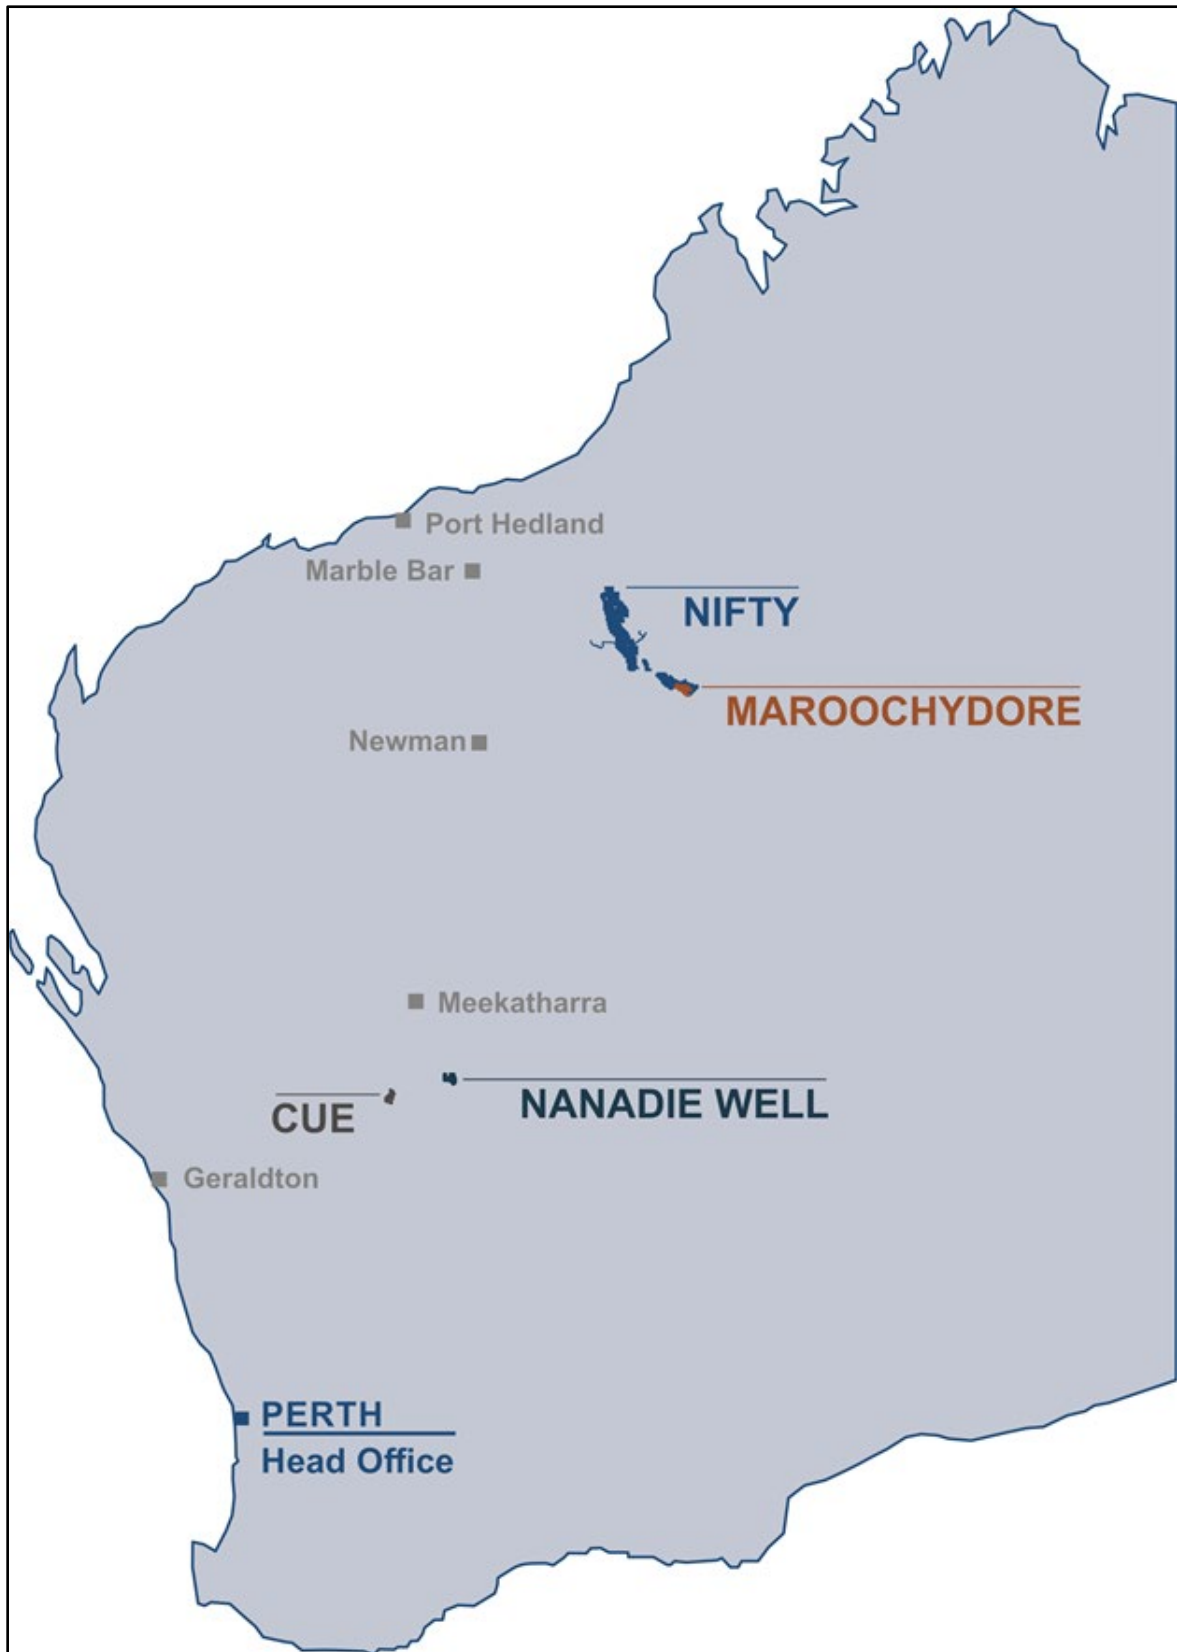 Port Hedland
Marble Bar
NIFTY
MAROOCHYDORE
Newman
Meekatharra
CUE
NANADIE WELL
Geraldton
PERTH
Head Office